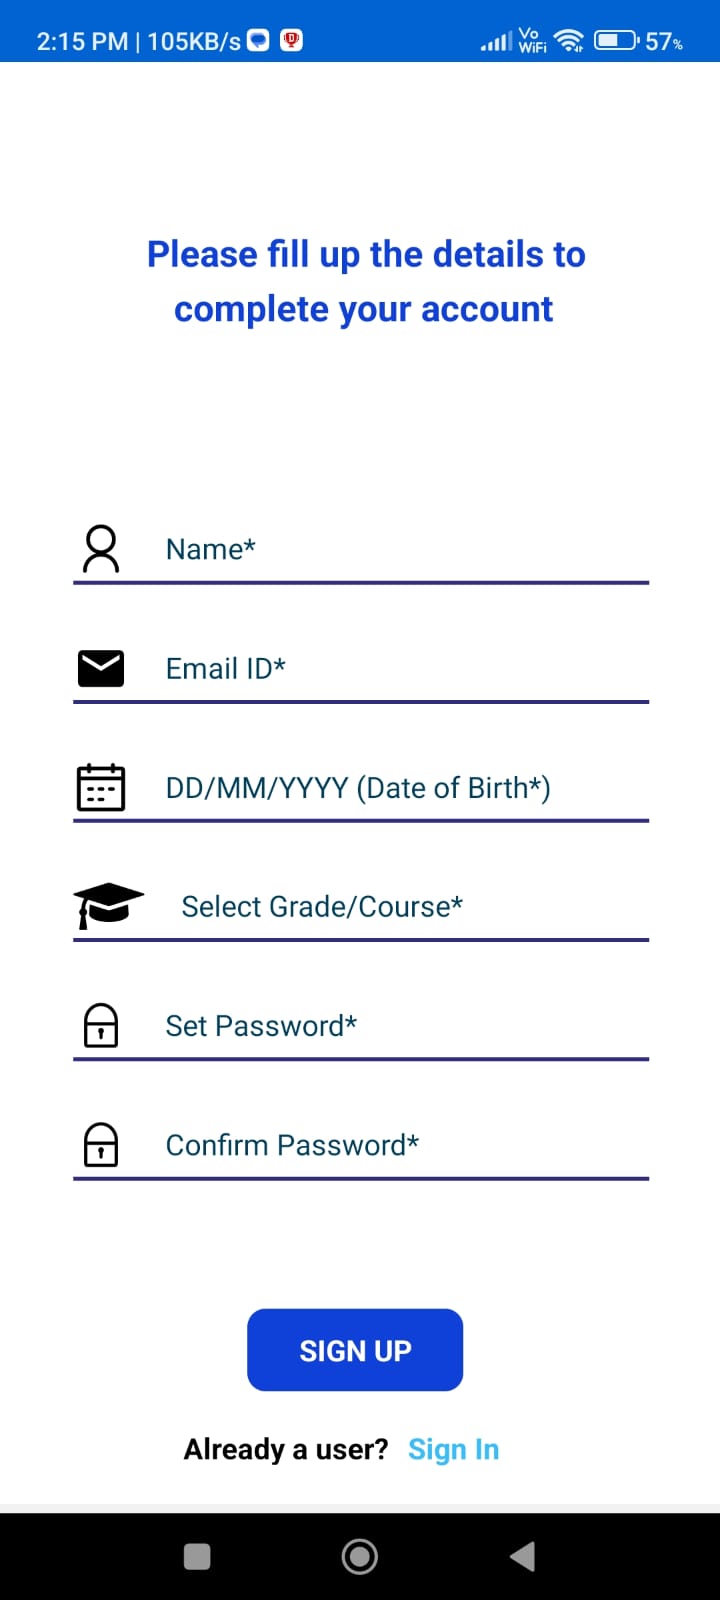 2:15 PM | 105KB/s
Vo
WiFi
57%
Please fill up the details to
complete your account
Name*
Email ID*
DD/MM/YYYY (Date of Birth*)
Select Grade/Course*
Set Password*
Confirm Password*
SIGN UP
Already a user? Sign In